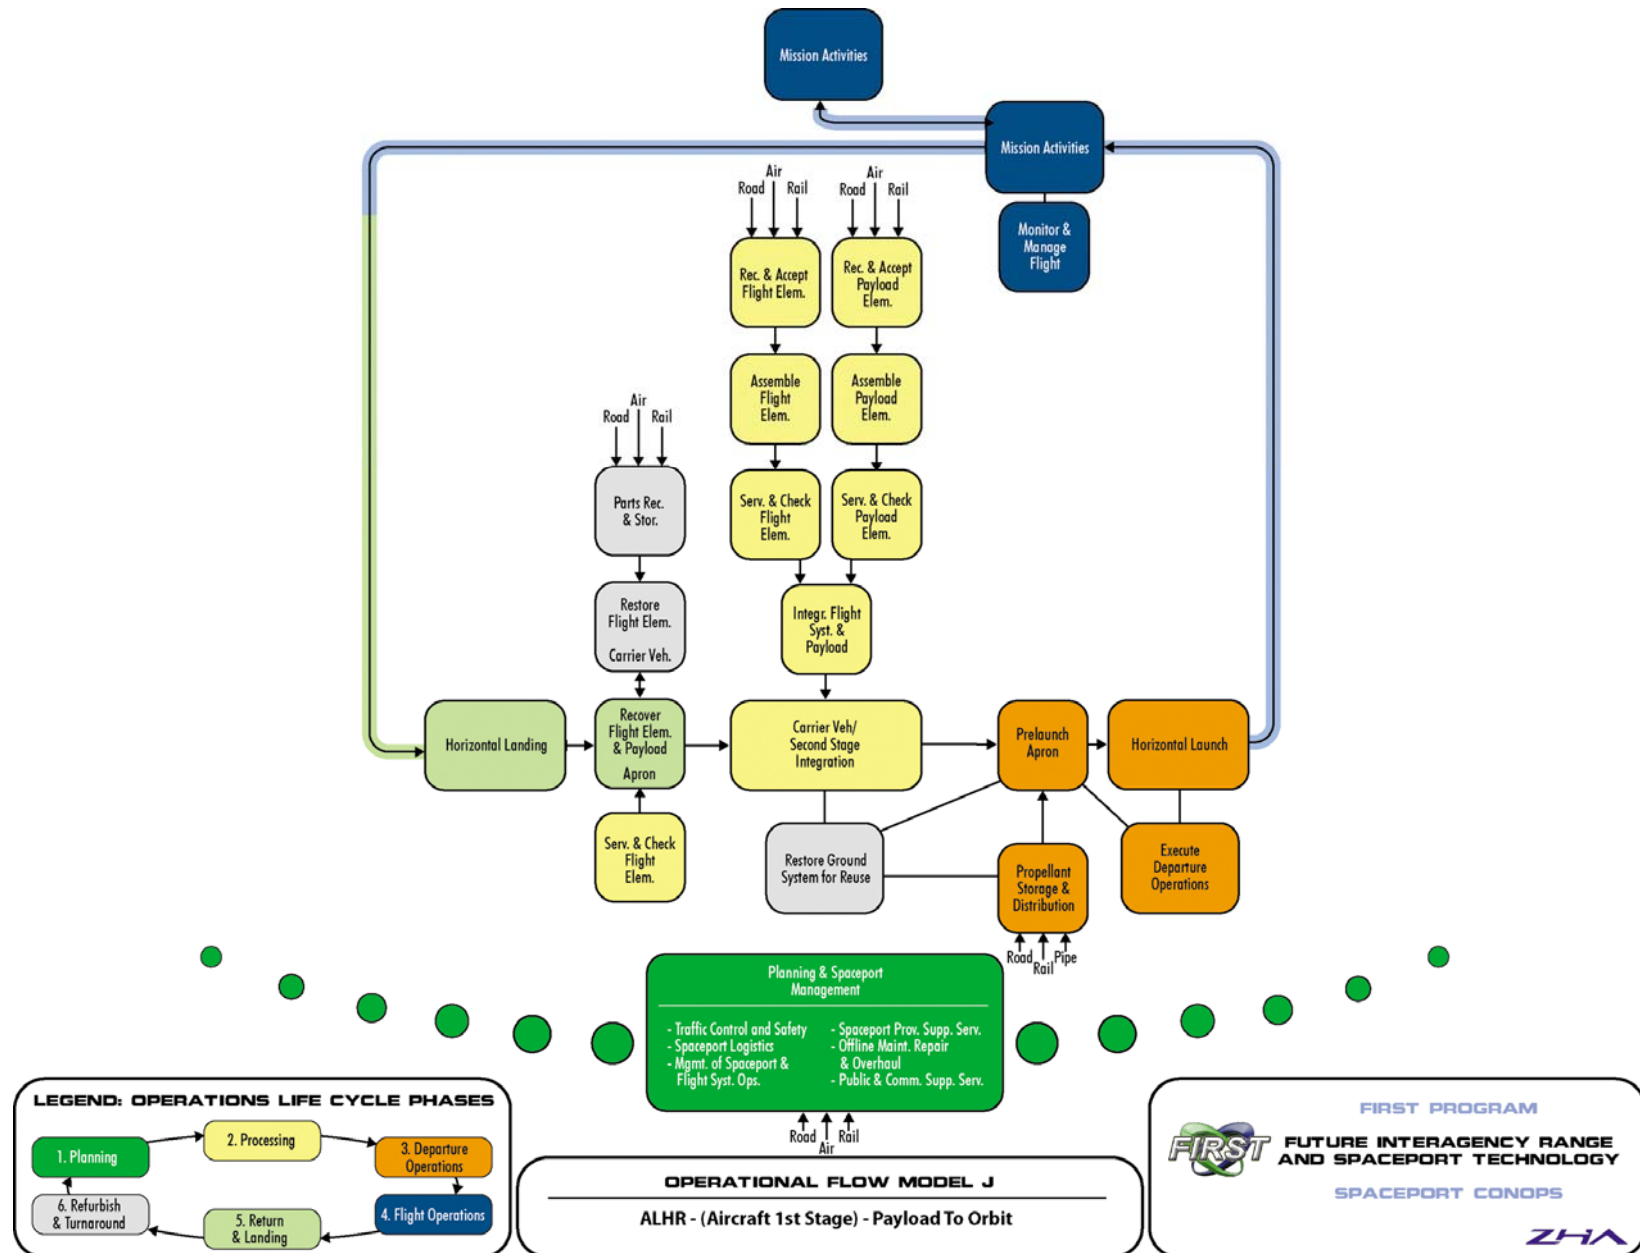 Mission Activities
Mission Activities
Monitor &
Manage
Flight
Air
Road
Rail
Air
Road
Rail
Rec. & Accept
Flight Elem.
Rec. & Accept
Payload
Elem.
Assemble
Flight
Elem.
Assemble
Payload
Elem.
Air
Road
Rail
Parts Rec.
& Stor.
Serv. & Check
Flight
Elem.
Serv. & Check
Payload
Elem.
Restore
Flight Elem.
Carrier Veh.
Integr. Flight
Syst. &
Payload
Horizontal Landing
Recover
Flight Elem.
& Payload
Apron
Carrier Veh/
Second Stage
Integration
Prelaunch
Apron
Horizontal Launch
Serv. & Check
Flight
Elem.
Restore Ground
System for Reuse
Propellant
Storage &
Distribution
Execute
Departure
Operations
Road
Rail
Pipe
Planning & Spaceport
Management
- Traffic Control and Safety
- Spaceport Logistics
- Mgmt. of Spaceport &
Flight Syst. Ops.
- Spaceport Prov. Supp. Serv.
- Offline Maint. Repair
& Overhaul
- Public & Comm. Supp. Serv.
Road
Air
Rail
LEGEND: OPERATIONS LIFE CYCLE PHASES
1. Planning
2. Processing
3. Departure
Operations
4. Flight Operations
5. Return
& Landing
6. Refurbish
& Turnaround
OPERATIONAL FLOW MODEL J
ALHR - (Aircraft 1st Stage) - Payload To Orbit
FIRST PROGRAM
FIRST
FUTURE INTERAGENCY RANGE
AND SPACEPORT TECHNOLOGY
SPACEPORT CONOPS
ZHA